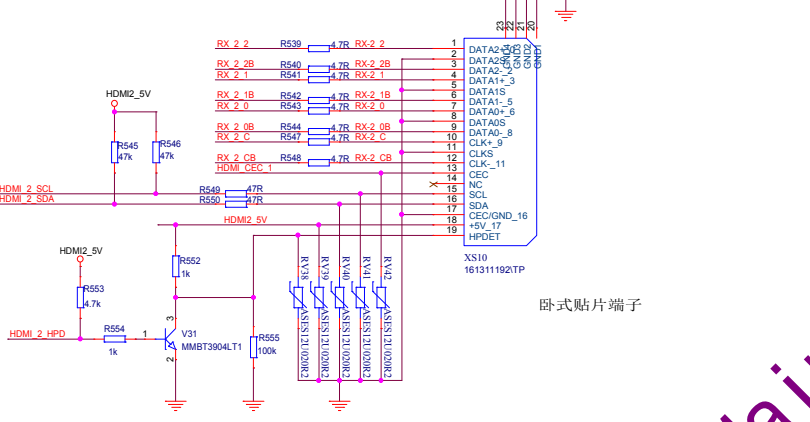 23
22
21
20
GND4
GND3
GND2
GND1
RX_2_2 R539 4.7R RX-2_2 1 DATA2+_0
2 DATA2S
RX_2_2B R540 4.7R RX-2_2B 3 DATA2-_2
RX_2_1 R541 4.7R RX-2_1 4 DATA1+_3
5 DATA1S
RX_2_1B R542 4.7R RX-2_1B 6 DATA1-_5
RX_2_0 R543 4.7R RX-2_0 7 DATA0+_6
8 DATA0S
RX_2_0B R544 4.7R RX-2_0B 9 DATA0-_8
RX_2_C R547 4.7R RX-2_C 10 CLK+_9
11 CLKS
RX_2_CB R548 4.7R RX-2_CB 12 CLK-_11
HDMI_CEC_1 13 CEC
14 NC
HDMI_2_SCL R549 47R 15 SCL
HDMI_2_SDA R550 47R 16 SDA
17 CEC/GND_16
HDMI2_5V 18 +5V_17
19 HPDET
XS10
161311192\TP
HDMI2_5V
R545
47k
R546
47k
HDMI2_5V
R552
1k
R553
4.7k
HDMI_2_HPD R554
1k
1
3
2
V31
MMBT3904LT1
R555
100k
RV38
ASES12U020R2
RV39
ASES12U020R2
RV40
ASES12U020R2
RV41
ASES12U020R2
RV42
ASES12U020R2
卧式贴片端子